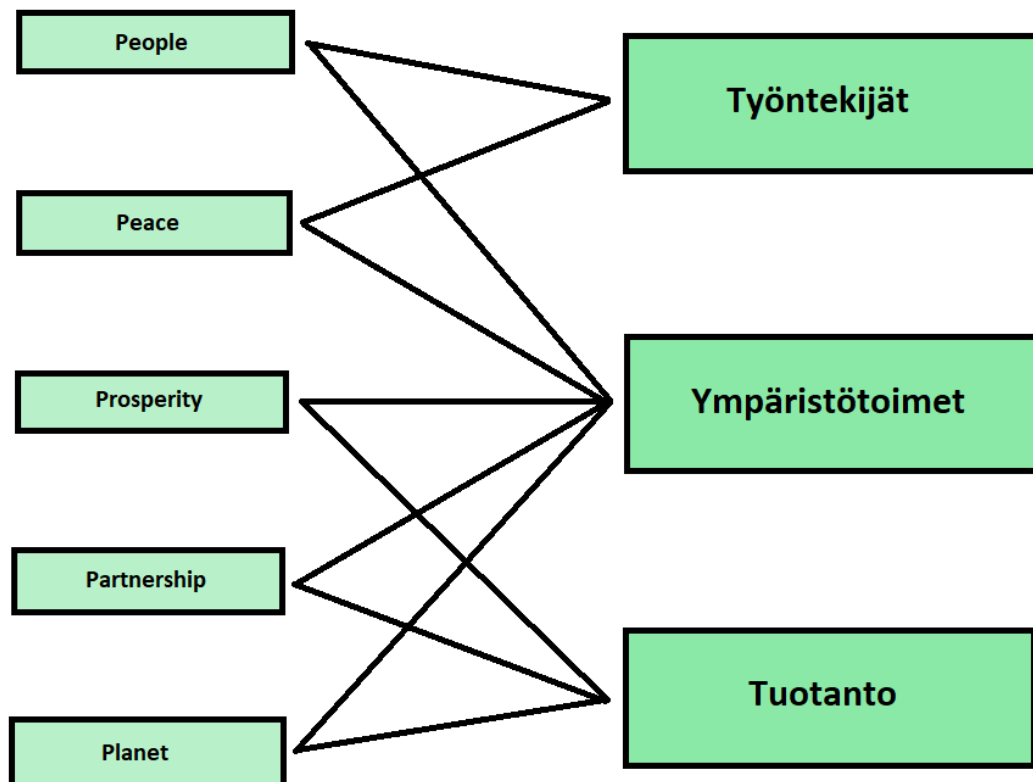 People
Peace
Prosperity
Partnership
Planet
Työntekijät
Ympäristötoimet
Tuotanto